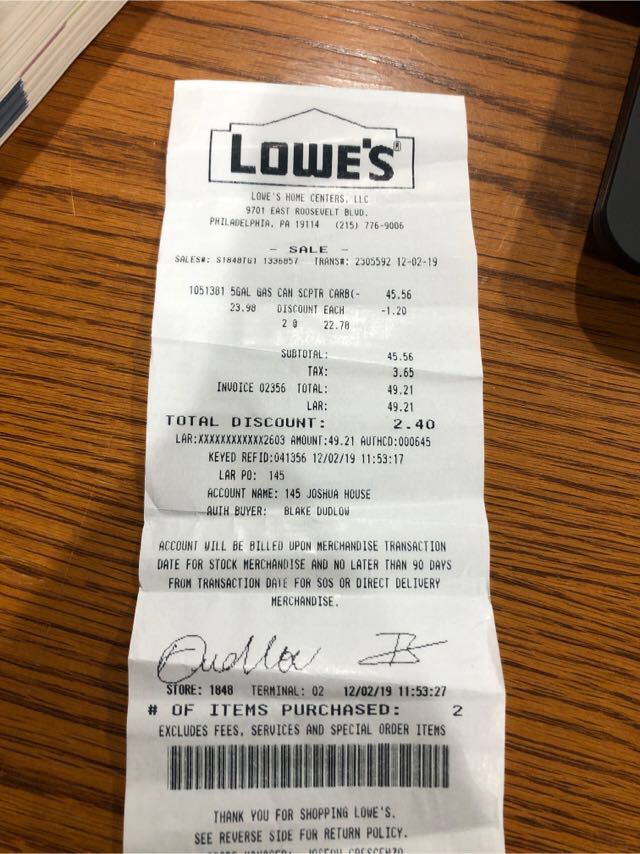 LOWE'S®
LOWE'S HOME CENTERS, LLC
9701 EAST ROOSEVELT BLVD.
PHILADELPHIA, PA 19114 (215) 776-9006
- SALE -
SALES#: S1848TG1 1336857 TRANS#: 2305592 12-02-19
1051381 5GAL GAS CAN SCPTR CARB(- 45.56
23.98 DISCOUNT EACH -1.20
2 @ 22.78
SUBTOTAL: 45.56
TAX: 3.65
INVOICE 02356 TOTAL: 49.21
LAR: 49.21
TOTAL DISCOUNT: 2.40
LAR:XXXXXXXXXXXX2603 AMOUNT:49.21 AUTHCD:000645
KEYED REFID:041356 12/02/19 11:53:17
LAR PO: 145
ACCOUNT NAME: 145 JOSHUA HOUSE
AUTH BUYER: BLAKE DUDLOW
ACCOUNT WILL BE BILLED UPON MERCHANDISE TRANSACTION
DATE FOR STOCK MERCHANDISE AND NO LATER THAN 90 DAYS
FROM TRANSACTION DATE FOR SOS OR DIRECT DELIVERY
MERCHANDISE.
STORE: 1848 TERMINAL: 02 12/02/19 11:53:27
# OF ITEMS PURCHASED: 2
EXCLUDES FEES, SERVICES AND SPECIAL ORDER ITEMS
THANK YOU FOR SHOPPING LOWE'S.
SEE REVERSE SIDE FOR RETURN POLICY.
STORE MANAGER: JOSEPH CRESCENZO